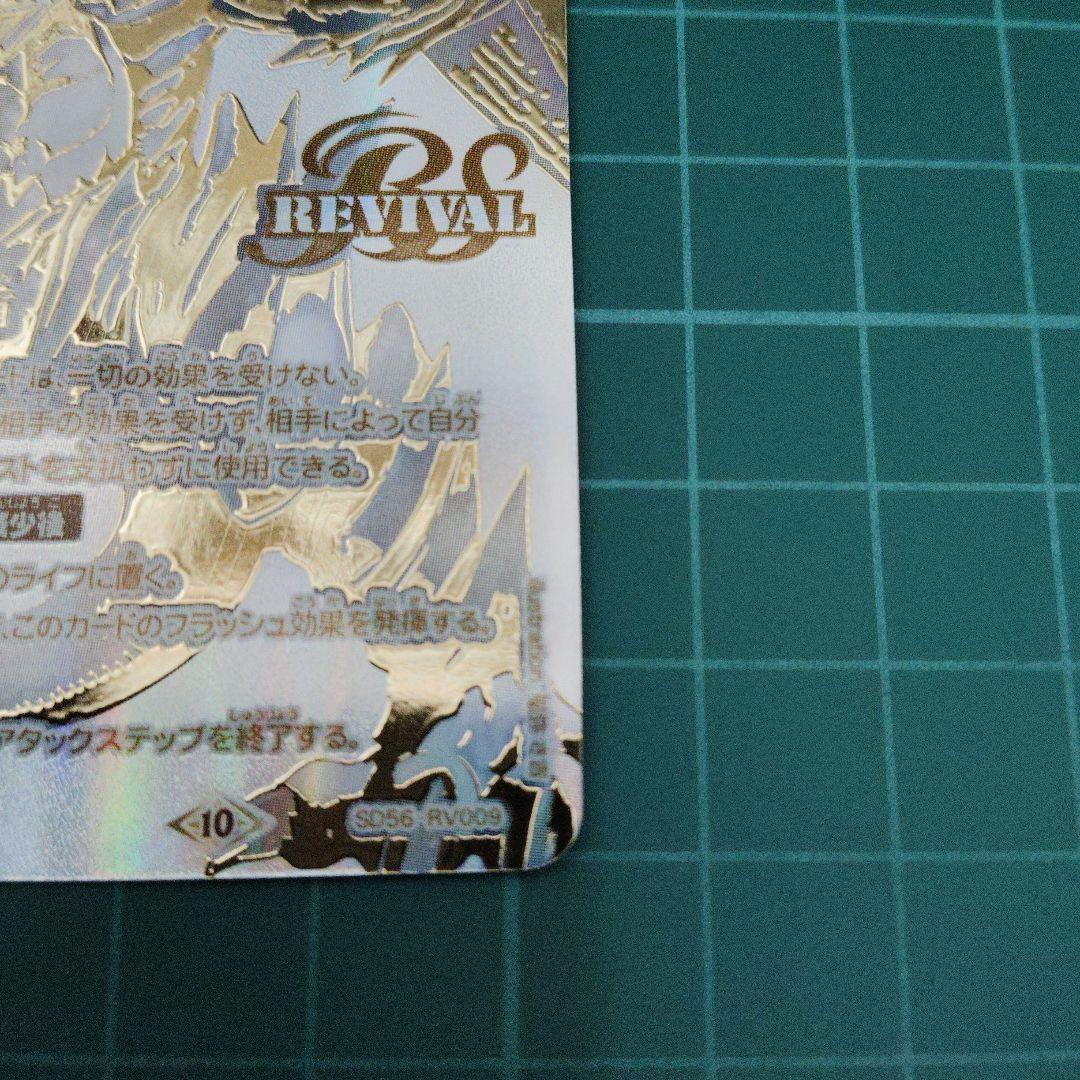 BS
REVIVAL
は、一切の効果を受けない。
相手の効果を受けず、相手によって自分
ストを支払わずに使用できる。
のライフに置く。
、このカードのフラッシュ効果を発揮する。
アタックステップを終了する。
Illustration
10
SD56 RV009